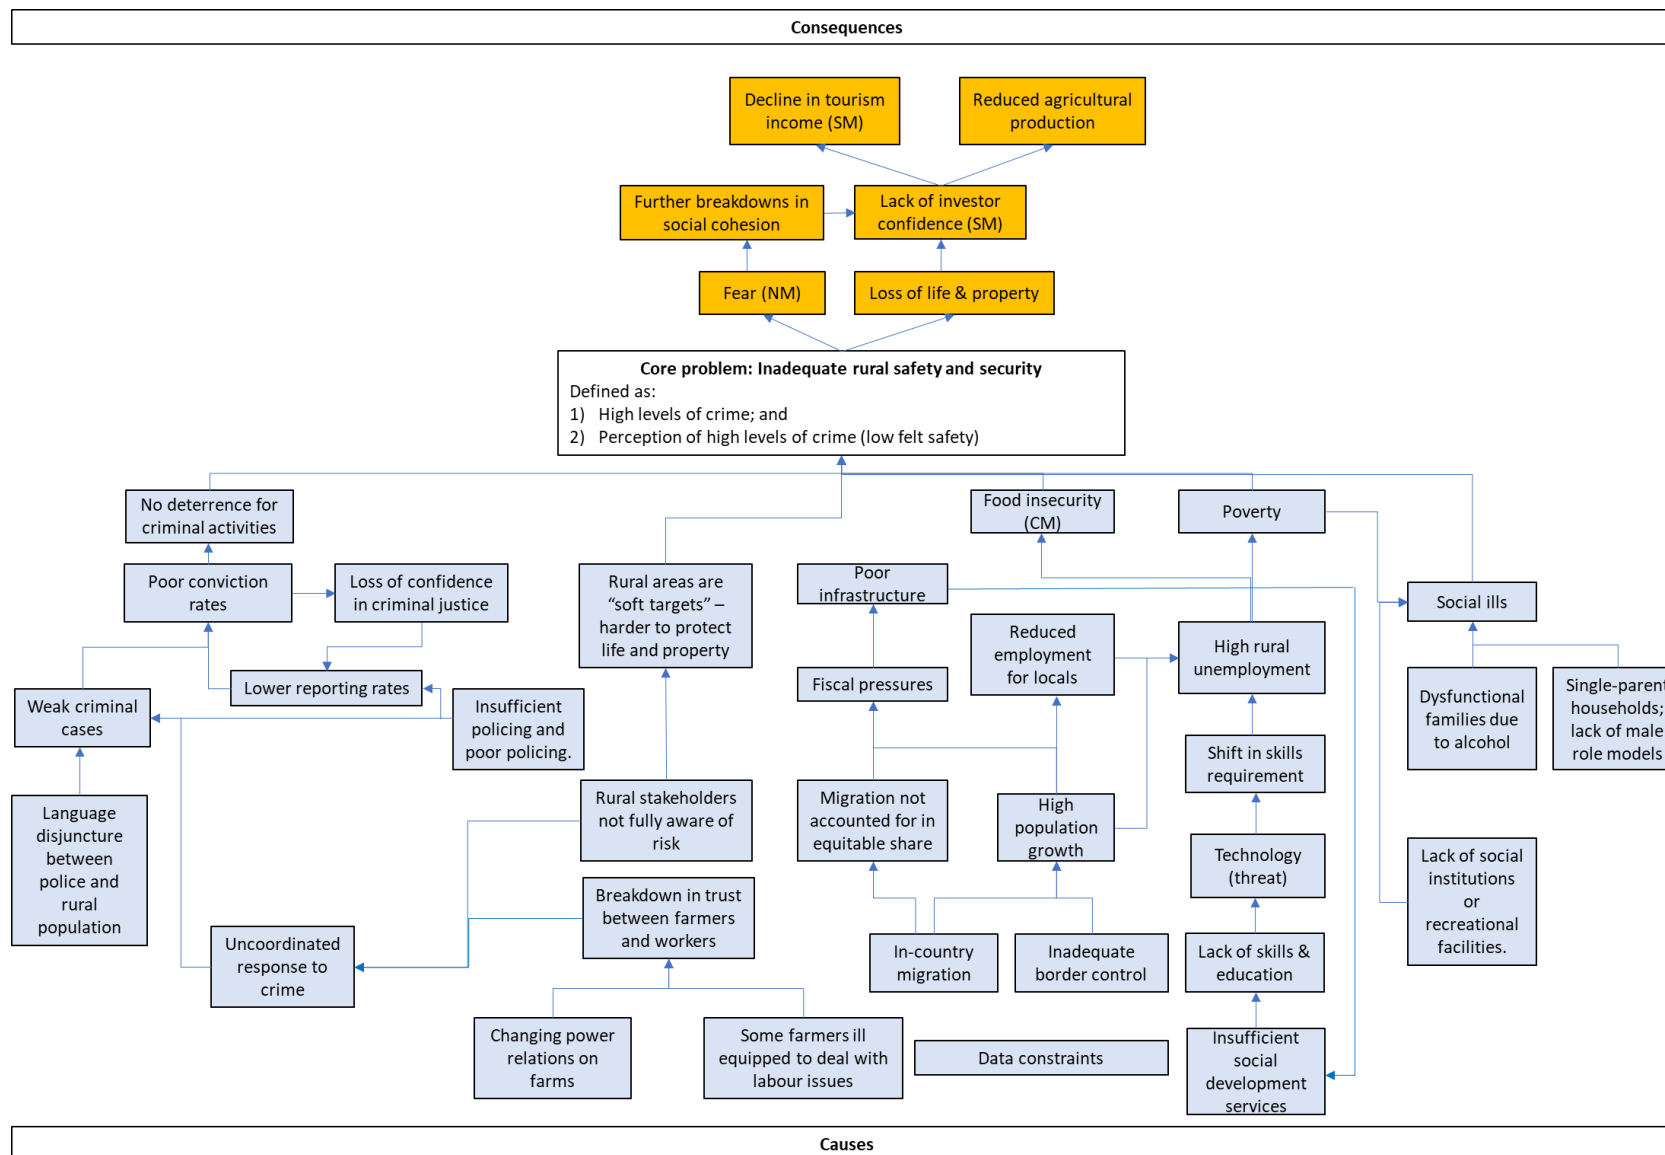 Consequences
Decline in tourism
income (SM)
Reduced agricultural
production
Further breakdowns in
social cohesion
Lack of investor
confidence (SM)
Fear (NM)
Loss of life & property
Core problem: Inadequate rural safety and security
Defined as:
1) High levels of crime; and
2) Perception of high levels of crime (low felt safety)
No deterrence for
criminal activities
Food insecurity
(CM)
Poverty
Poor conviction
rates
Loss of confidence
in criminal justice
Rural areas are
“soft targets” –
harder to protect
life and property
Poor
infrastructure
Social ills
Reduced
employment
for locals
High rural
unemployment
Lower reporting rates
Fiscal pressures
Weak criminal
cases
Insufficient
policing and
poor policing.
Dysfunctional
families due
to alcohol
Single-parent
households;
lack of male
role models
Shift in skills
requirement
Language
disjuncture
between
police and
rural
population
Rural stakeholders
not fully aware of
risk
Migration not
accounted for in
equitable share
High
population
growth
Technology
(threat)
Lack of social
institutions
or
recreational
facilities.
Breakdown in trust
between farmers
and workers
Uncoordinated
response to
crime
In-country
migration
Inadequate
border control
Lack of skills &
education
Changing power
relations on
farms
Some farmers ill
equipped to deal with
labour issues
Data constraints
Insufficient
social
development
services
Causes